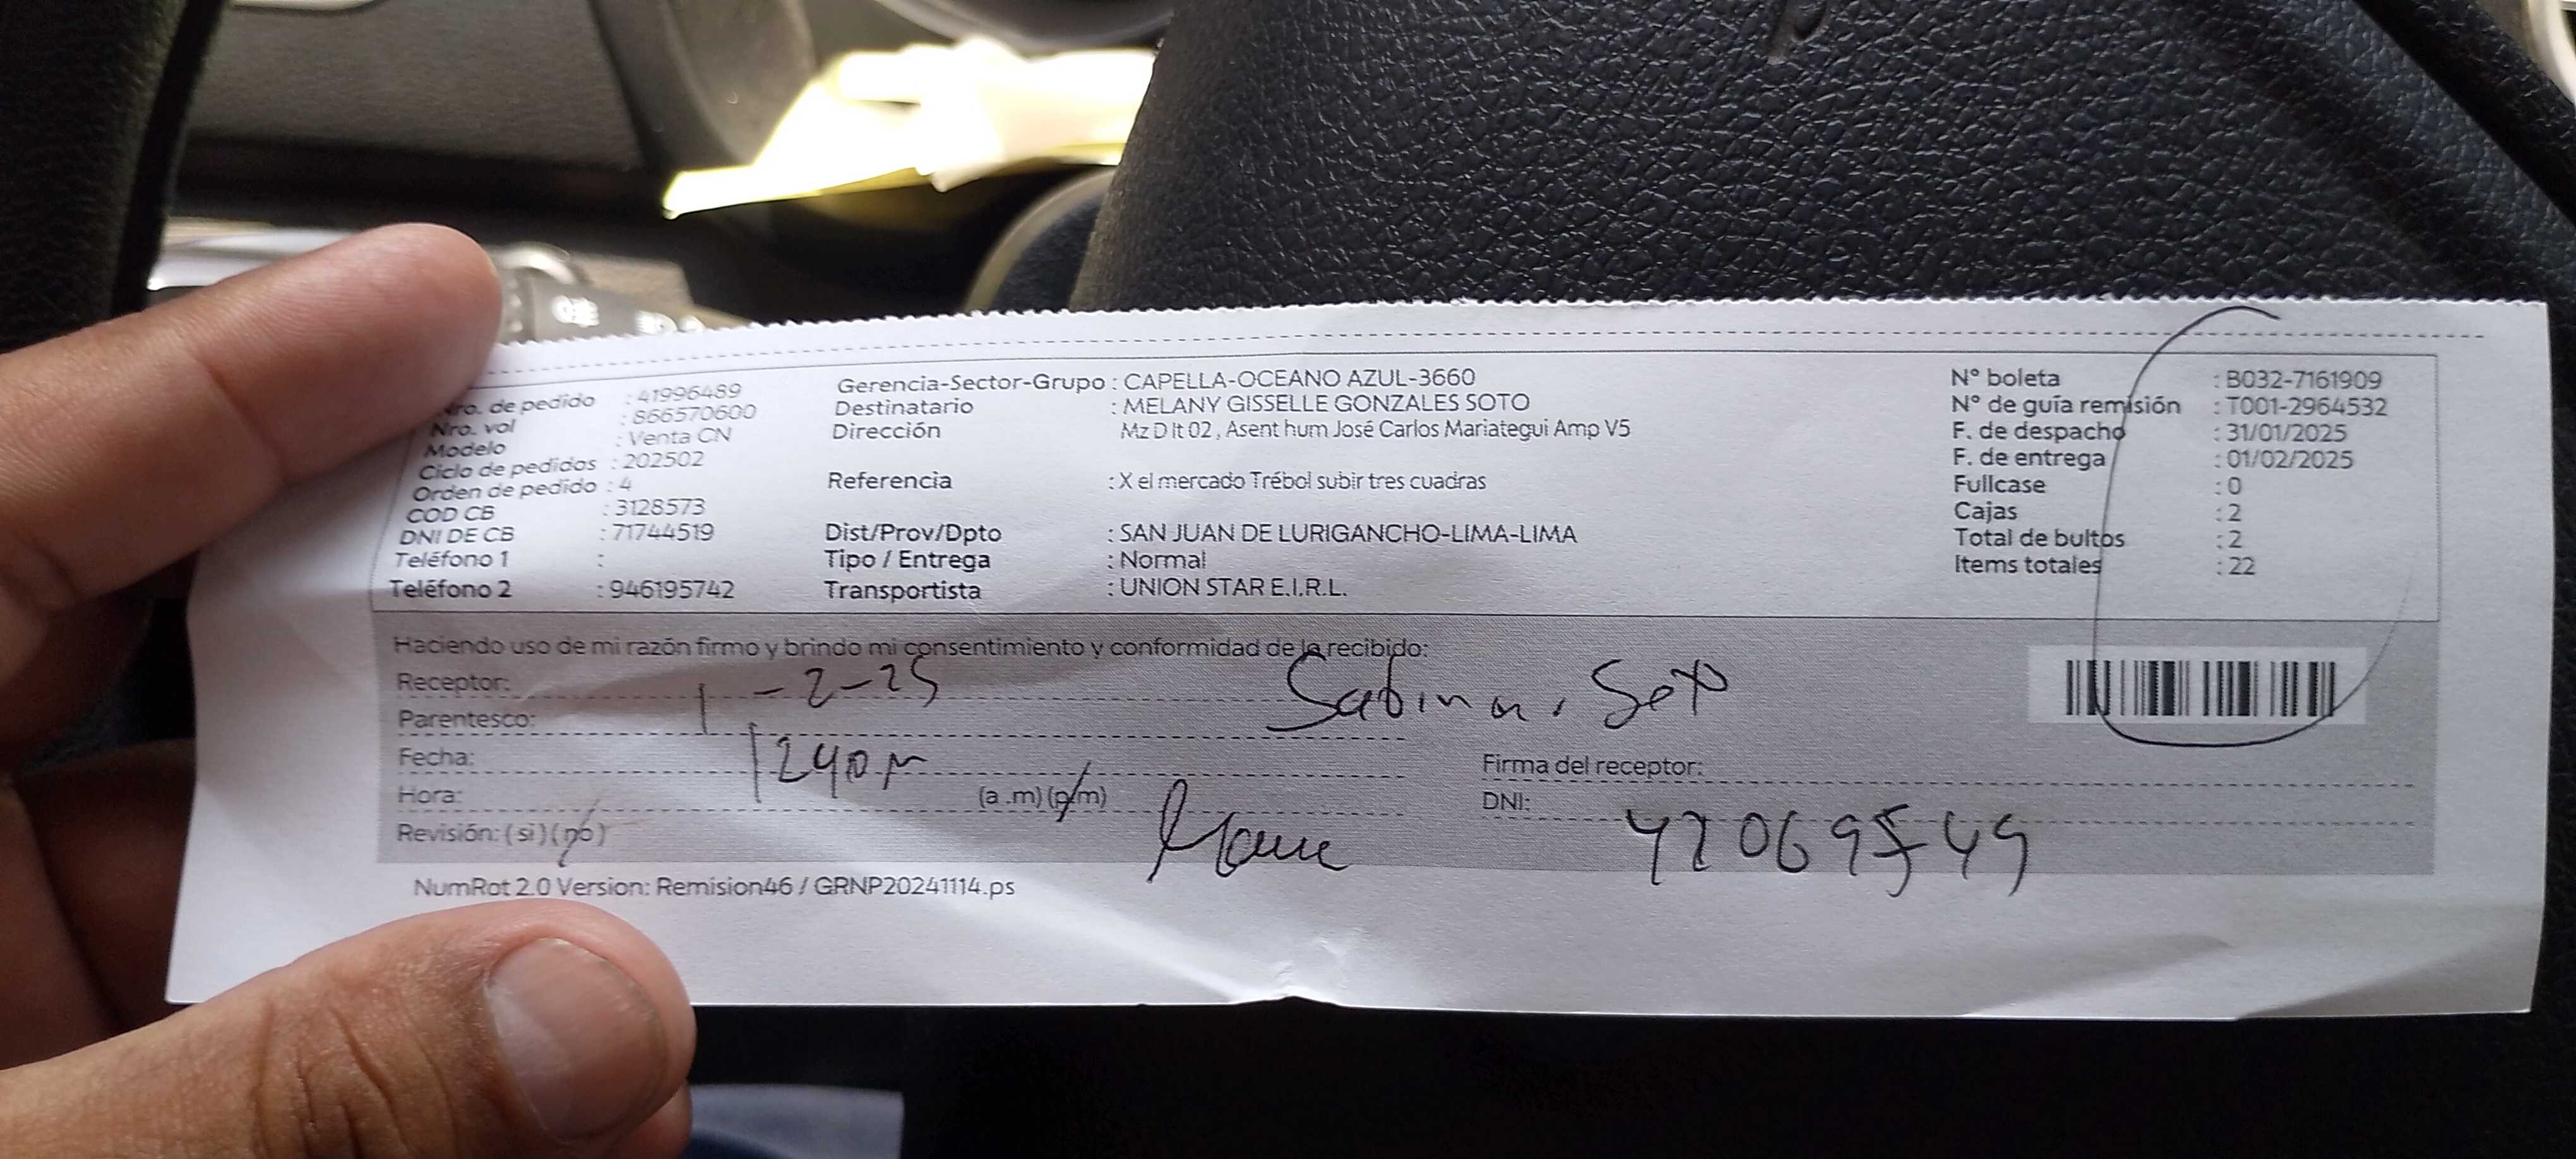 Nro. de pedido : 41996489
Nro. vol : 866570600
Modelo : Venta CN
Ciclo de pedidos : 202502
Orden de pedido : 4
COD CB : 3128573
DNI DE CB : 71744519
Teléfono 1 :
Teléfono 2 : 946195742
Gerencia-Sector-Grupo : CAPELLA-OCEANO AZUL-3660
Destinatario : MELANY GISSELLE GONZALES SOTO
Dirección Mz D lt 02 , Asent hum José Carlos Mariategui Amp V5
Referencia : X el mercado Trébol subir tres cuadras
Dist/Prov/Dpto : SAN JUAN DE LURIGANCHO-LIMA-LIMA
Tipo / Entrega : Normal
Transportista : UNION STAR E.I.R.L.
N° boleta : B032-7161909
N° de guía remisión : T001-2964532
F. de despacho : 31/01/2025
F. de entrega : 01/02/2025
Fullcase : 0
Cajas : 2
Total de bultos : 2
Items totales : 22
Haciendo uso de mi razón firmo y brindo mi consentimiento y conformidad de lo recibido:
Receptor: 1-2-25 Sabina. Soto
Parentesco:
Fecha: 1240 p
Hora: (a .m) (p.m)
Revisión: ( si ) ( no )
Firma del receptor:
DNI:
NumRot 2.0 Version: Remision46 / GRNP20241114.ps